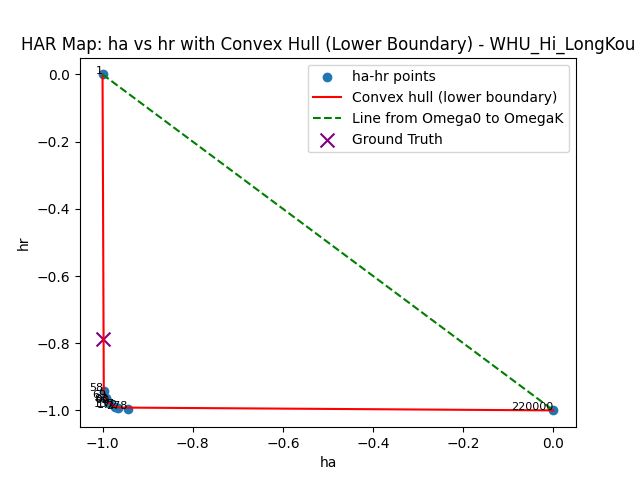 HAR Map: ha vs hr with Convex Hull (Lower Boundary) - WHU_Hi_LongKou
ha-hr points
Convex hull (lower boundary)
Line from Omega0 to OmegaK
Ground Truth
hr
0.0
−0.2
−0.4
−0.6
−0.8
−1.0
1
58
220000
−1.0 −0.8 −0.6 −0.4 −0.2 0.0
ha